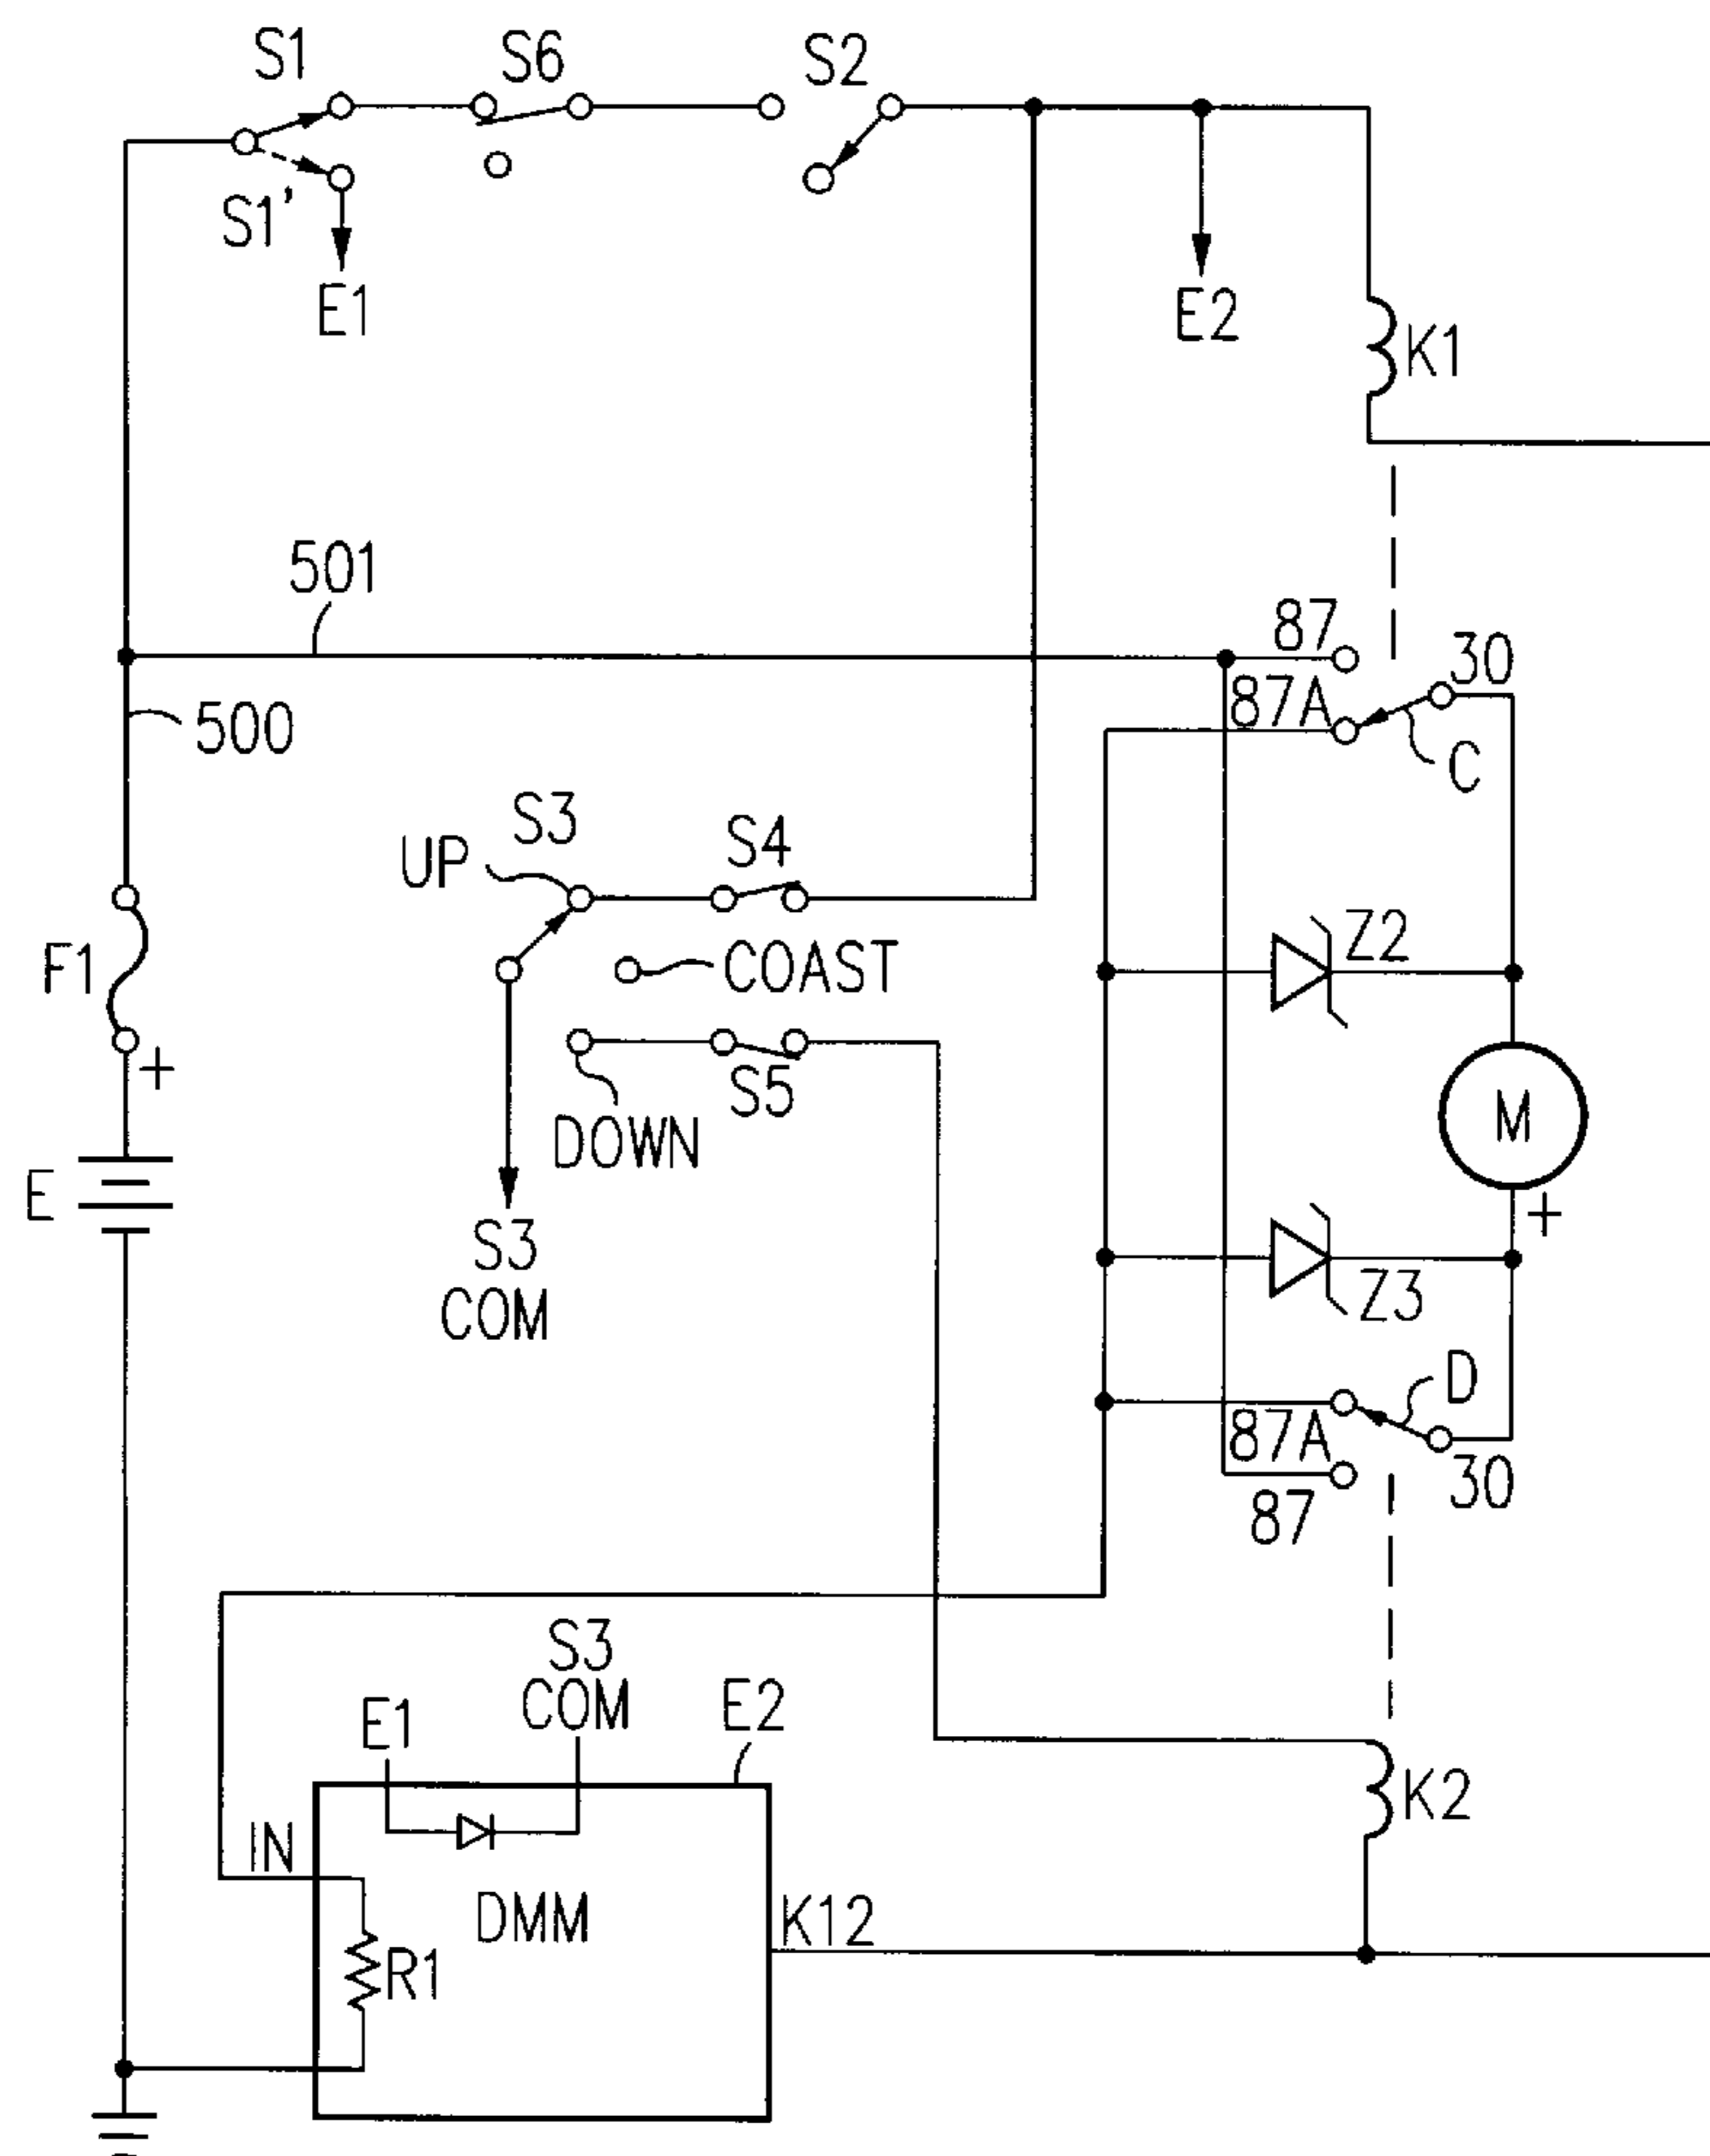 S1
S6
S2
S1'
E1
E2
K1
501
87
30
87A
500
C
S3
UP
S4
Z2
F1
COAST
+
S5
M
DOWN
E
+
S3
COM
Z3
D
87A
30
87
S3
COM
E1
E2
K2
IN
DMM
K12
R1